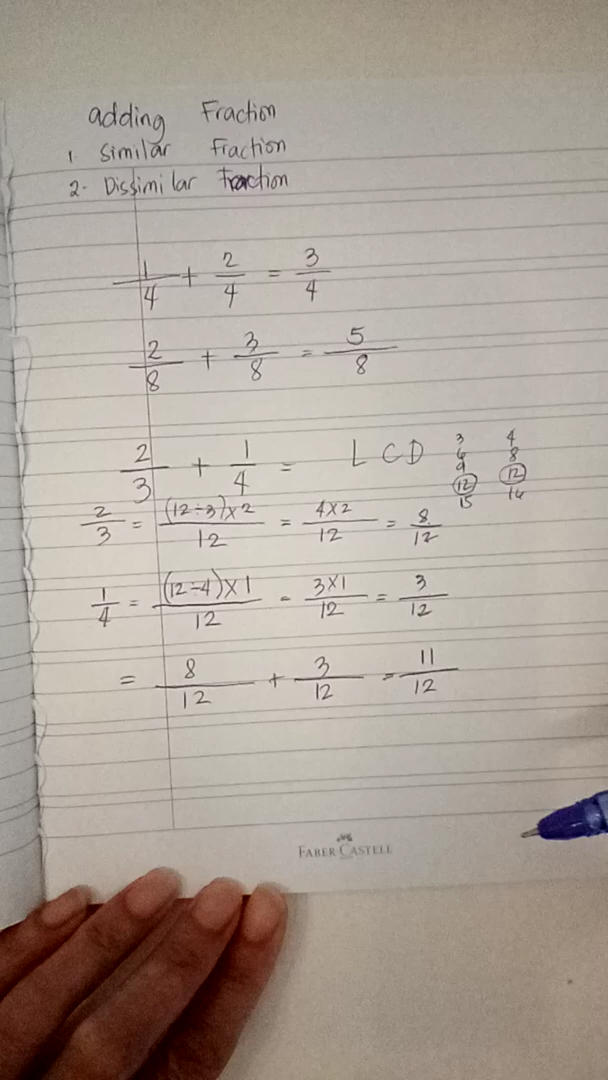 adding Fraction
1. Similar Fraction
2. Dissimilar Fraction
1/4 + 2/4 = 3/4
2/8 + 3/8 = 5/8
2/3 + 1/4 = LCD
3 4
6 8
9 12
12 16
15
2/3 = (12÷3)x2/12 = 4x2/12 = 8/12
1/4 = (12÷4)x1/12 = 3x1/12 = 3/12
= 8/12 + 3/12 = 11/12
FABER CASTELL